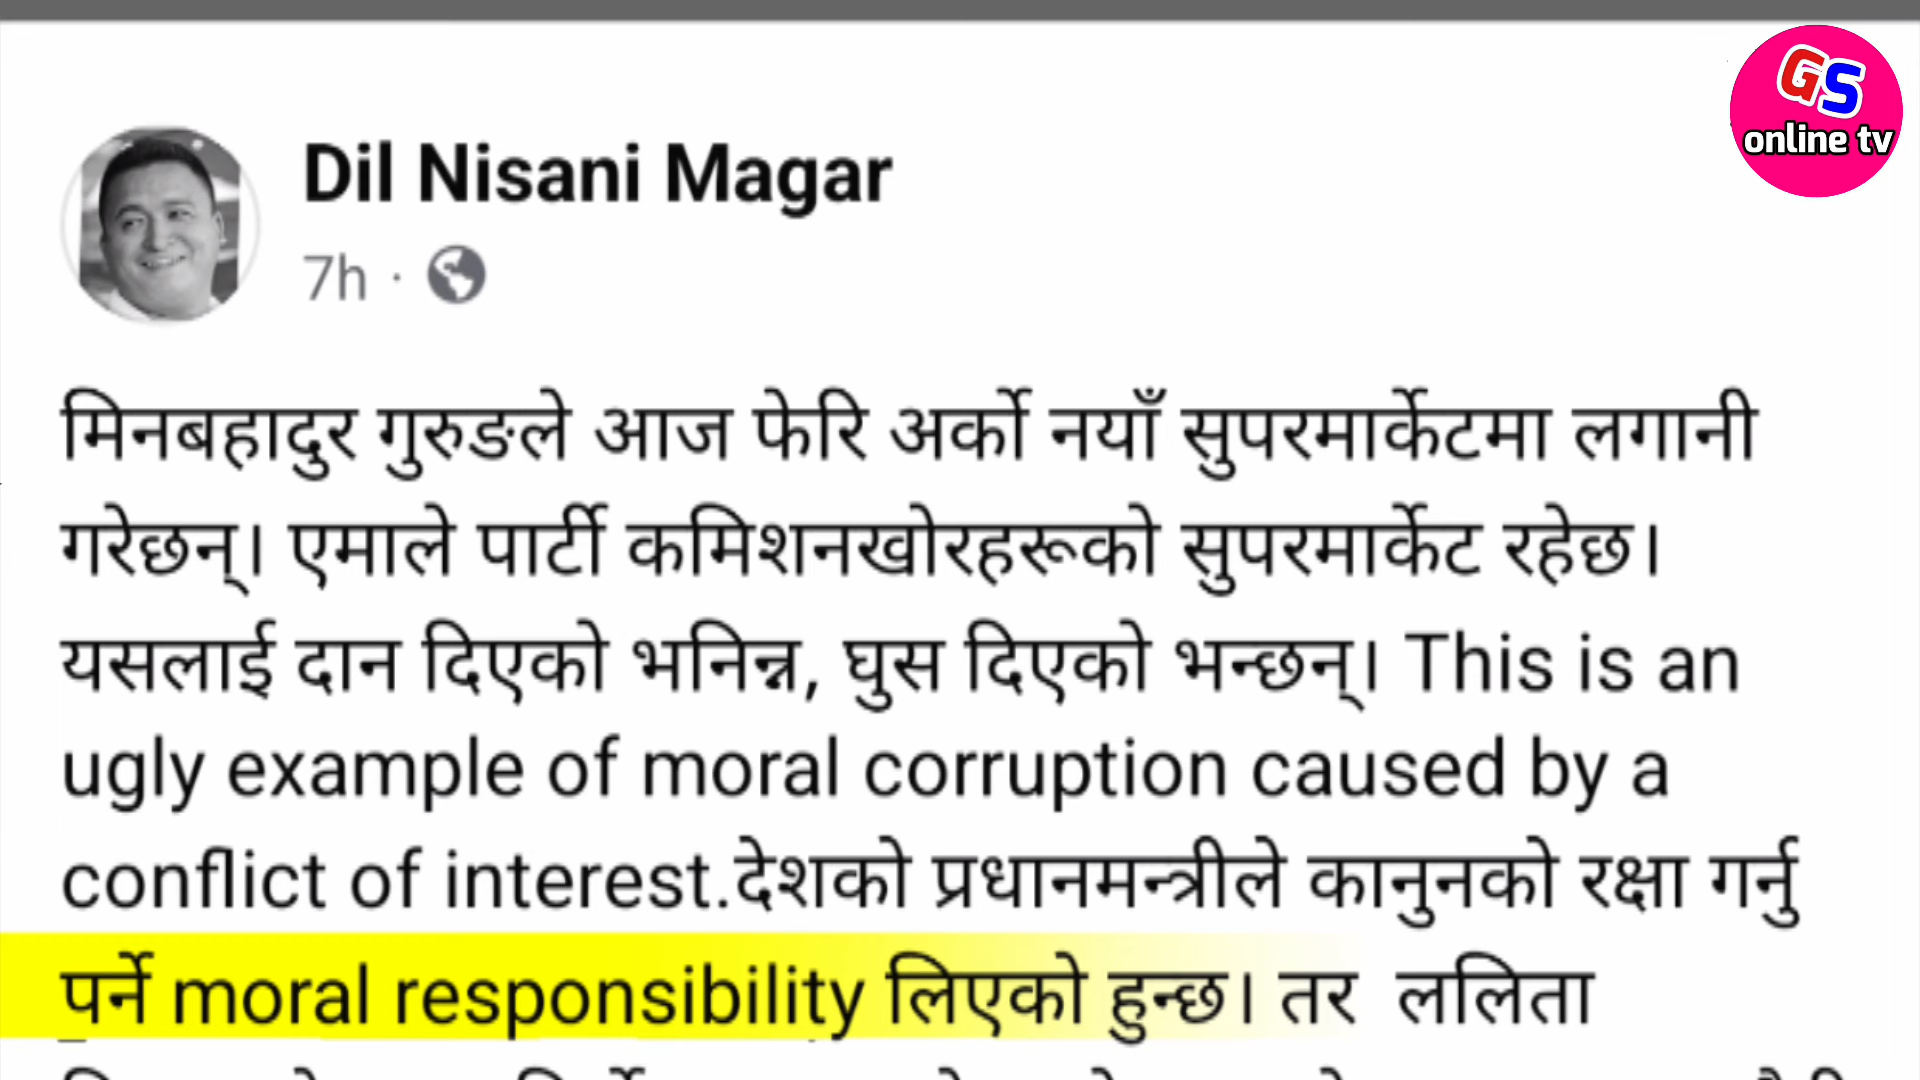 GS
online tv
Dil Nisani Magar
7h ·
मिनबहादुर गुरुङले आज फेरि अर्को नयाँ सुपरमार्केटमा लगानी
गरेछन्। एमाले पार्टी कमिशनखोरहरूको सुपरमार्केट रहेछ।
यसलाई दान दिएको भनिन्न, घुस दिएको भन्छन्। This is an
ugly example of moral corruption caused by a
conflict of interest.देशको प्रधानमन्त्रीले कानुनको रक्षा गर्नु
पर्ने moral responsibility लिएको हुन्छ। तर ललिता